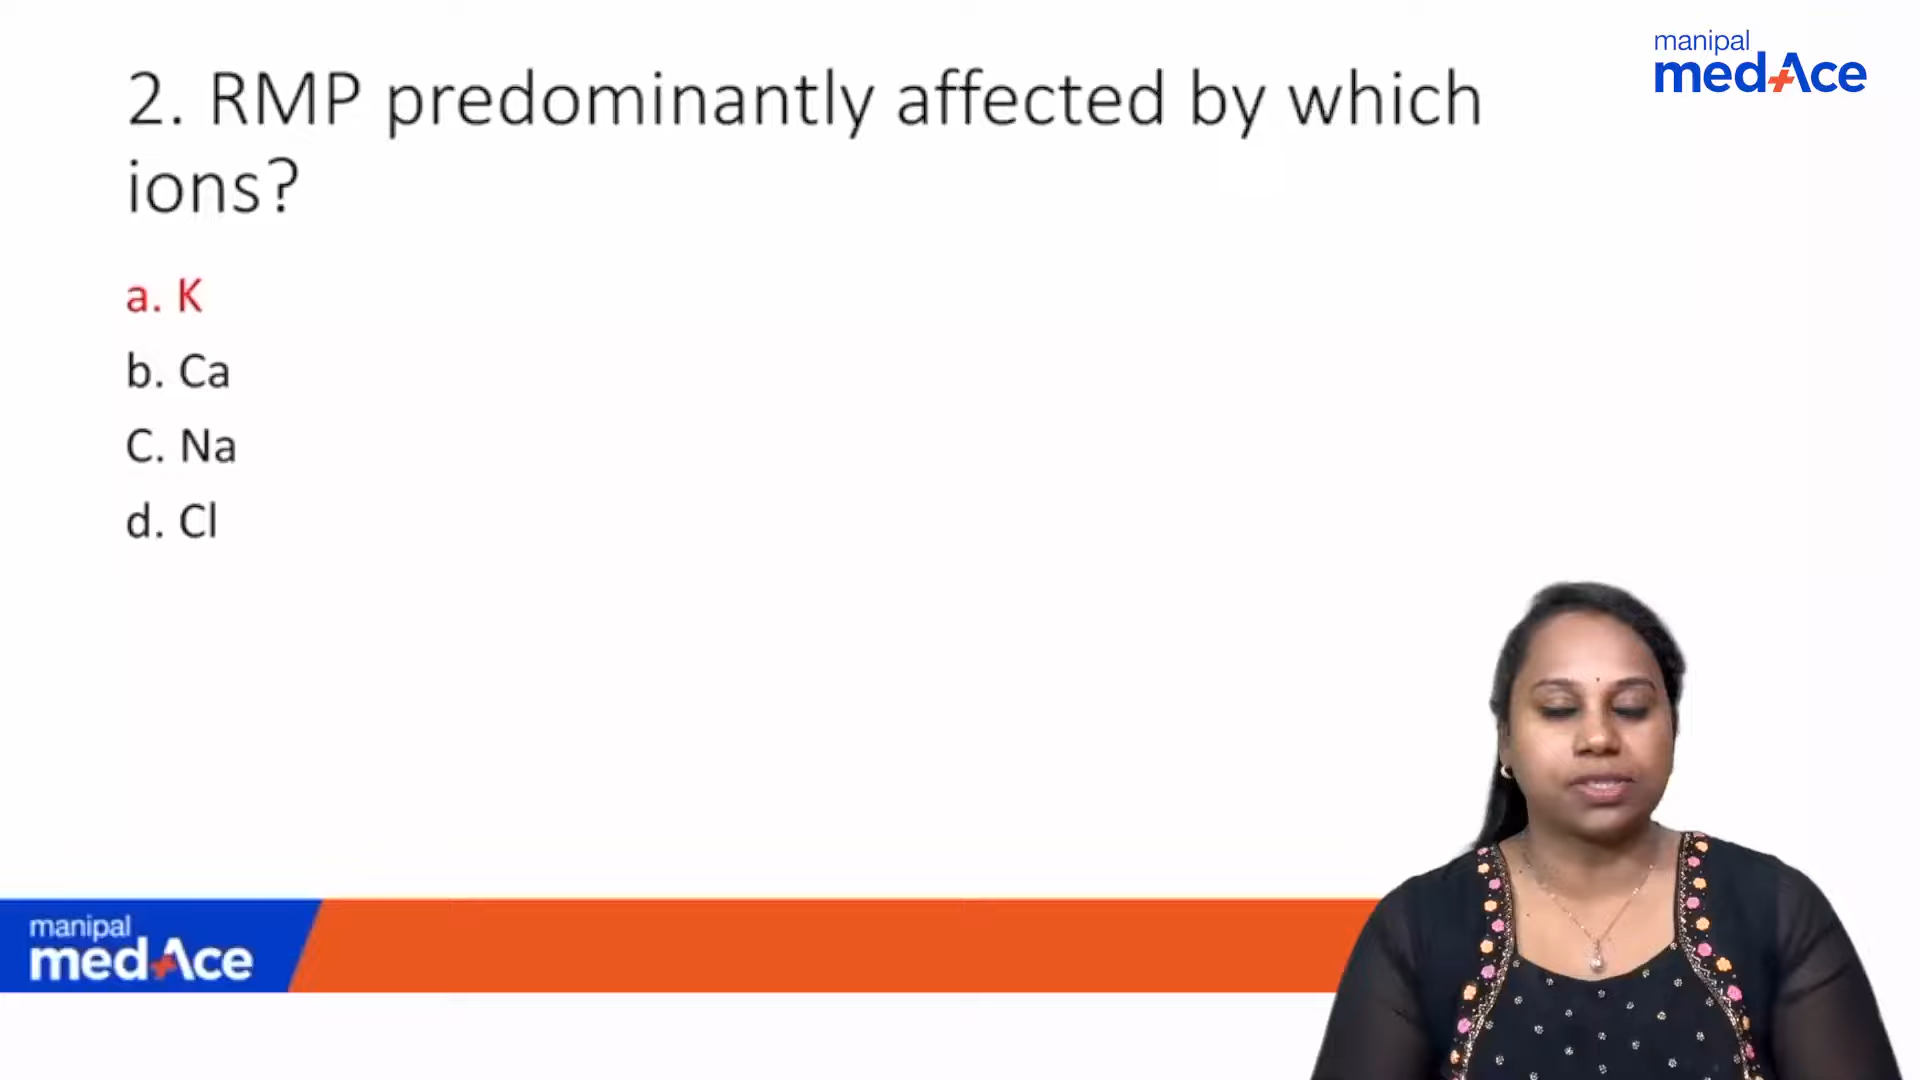 manipal
medAce
2. RMP predominantly affected by which
ions?
a. K
b. Ca
C. Na
d. Cl
manipal
medAce